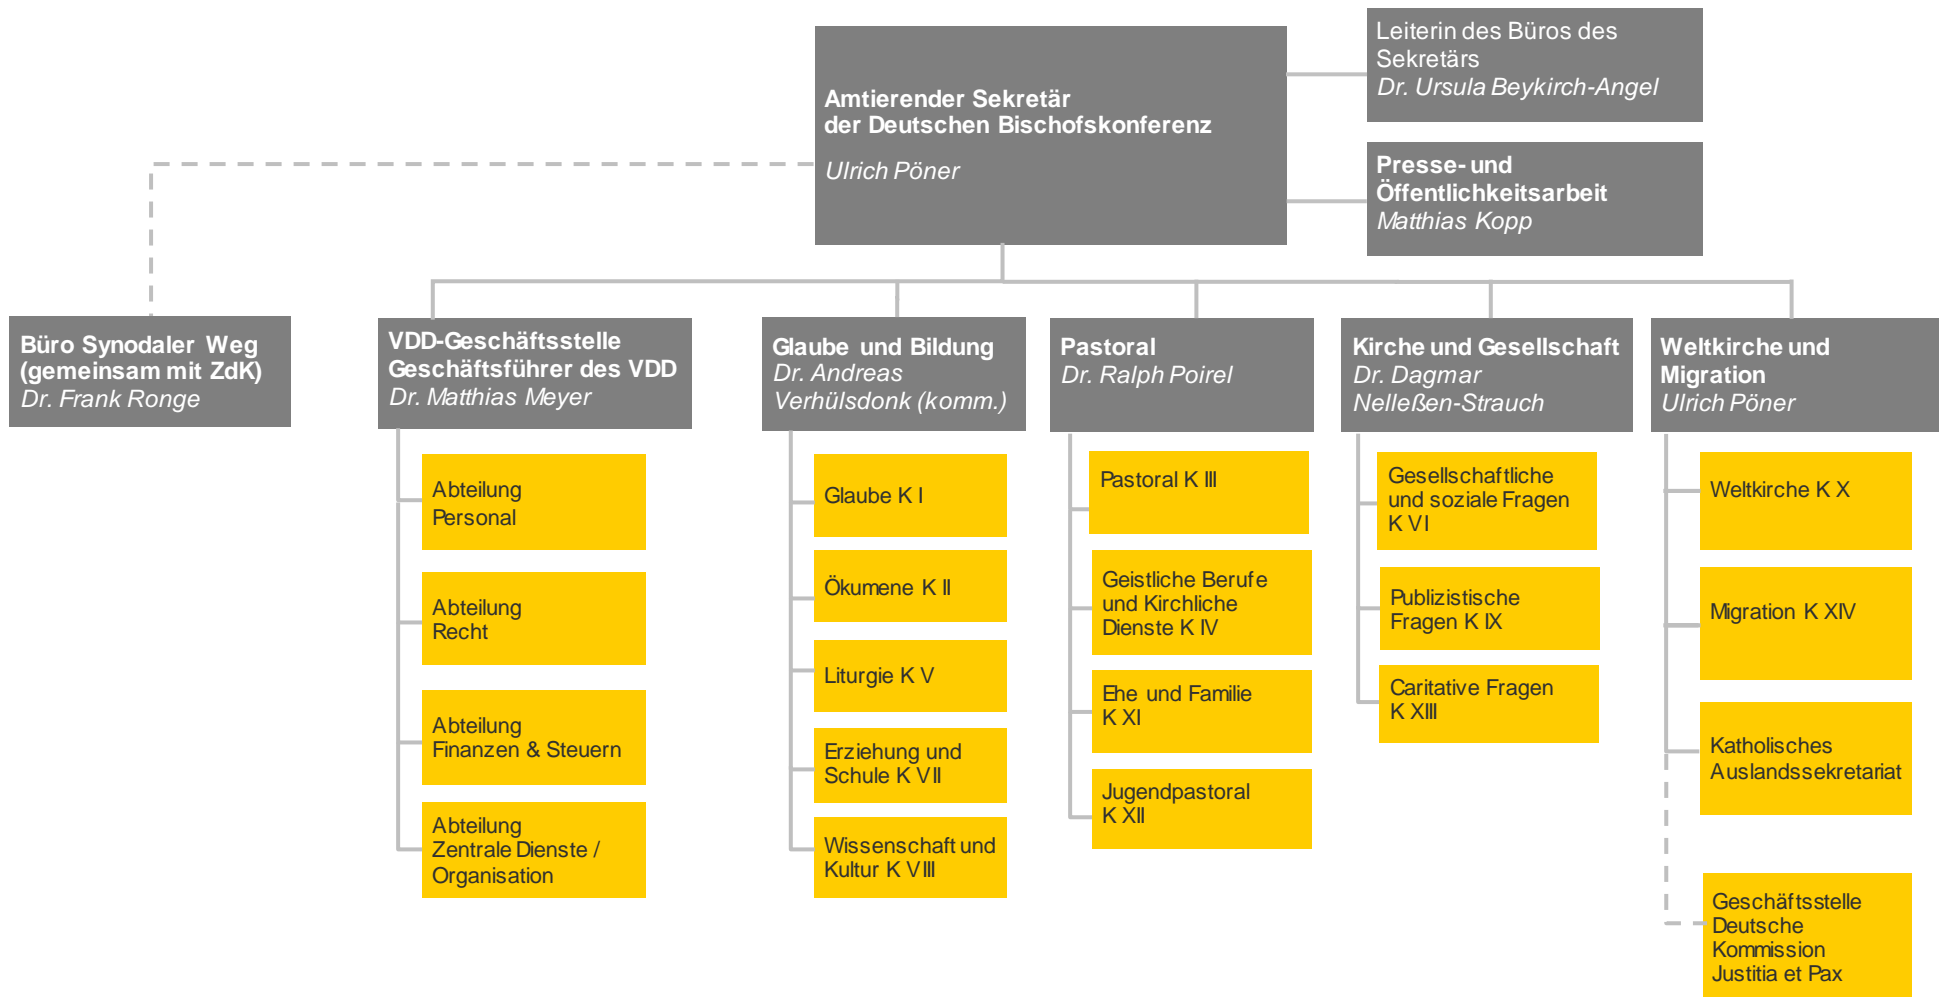 Amtierender Sekretär
der Deutschen Bischofskonferenz
Ulrich Pöner
Leiterin des Büros des
Sekretärs
Dr. Ursula Beykirch-Angel
Presse- und
Öffentlichkeitsarbeit
Matthias Kopp
Büro Synodaler Weg
(gemeinsam mit ZdK)
Dr. Frank Ronge
VDD-Geschäftsstelle
Geschäftsführer des VDD
Dr. Matthias Meyer
Abteilung
Personal
Abteilung
Recht
Abteilung
Finanzen & Steuern
Abteilung
Zentrale Dienste /
Organisation
Glaube und Bildung
Dr. Andreas
Verhülsdonk (komm.)
Glaube K I
Ökumene K II
Liturgie K V
Erziehung und
Schule K VII
Wissenschaft und
Kultur K VIII
Pastoral
Dr. Ralph Poirel
Pastoral K III
Geistliche Berufe
und Kirchliche
Dienste K IV
Ehe und Familie
K XI
Jugendpastoral
K XII
Kirche und Gesellschaft
Dr. Dagmar
Nelleßen-Strauch
Gesellschaftliche
und soziale Fragen
K VI
Publizistische
Fragen K IX
Caritative Fragen
K XIII
Weltkirche und
Migration
Ulrich Pöner
Weltkirche K X
Migration K XIV
Katholisches
Auslandssekretariat
Geschäftsstelle
Deutsche
Kommission
Justitia et Pax